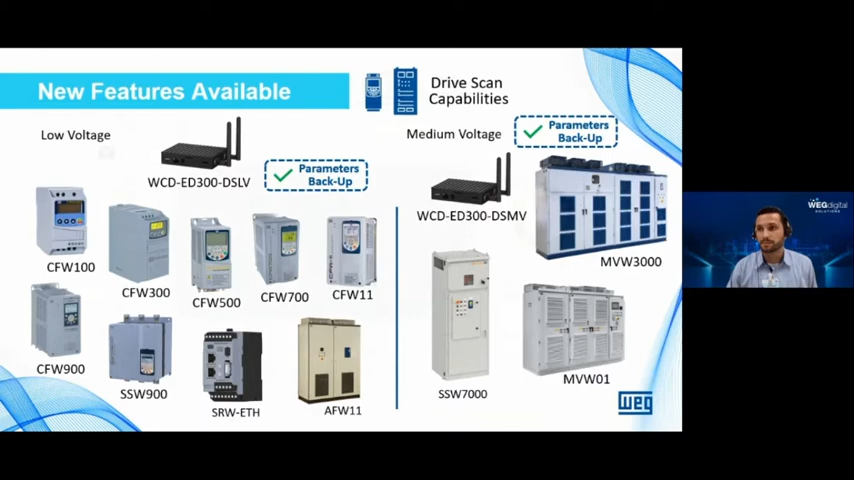 New Features Available
Drive Scan
Capabilities
Low Voltage
WCD-ED300-DSLV
Parameters
Back-Up
CFW100
CFW300
CFW500
CFW700
CFW11
CFW900
SSW900
SRW-ETH
AFW11
Medium Voltage
Parameters
Back-Up
WCD-ED300-DSMV
MVW3000
SSW7000
MVW01
weg
WEGdigital
SOLUTIONS